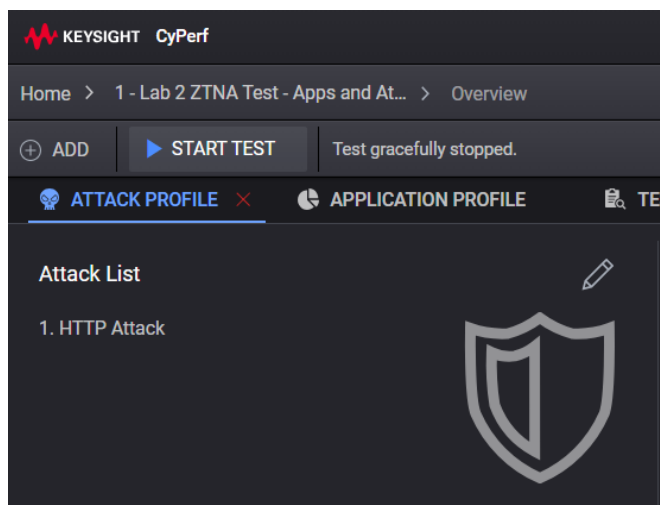 KEYSIGHT CyPerf
Home > 1 - Lab 2 ZTNA Test - Apps and At... > Overview
ADD START TEST Test gracefully stopped.
ATTACK PROFILE APPLICATION PROFILE TE
Attack List
1. HTTP Attack